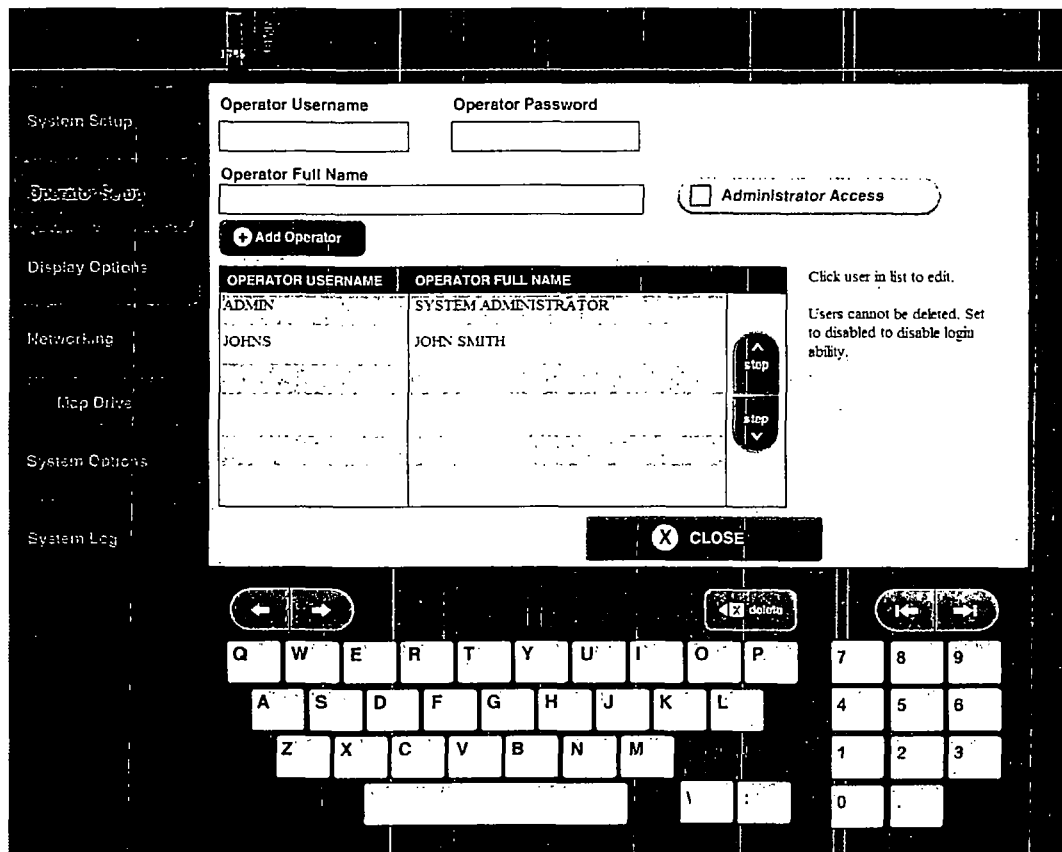 System Setup
Operator Setup
Display Options
Networking
Map Drive
System Options
System Log
Operator Username Operator Password
Operator Full Name
Administrator Access
+ Add Operator
OPERATOR USERNAME OPERATOR FULL NAME
ADMIN SYSTEM ADMINISTRATOR
JOHNS JOHN SMITH
step
step
Click user in list to edit.
Users cannot be deleted. Set
to disabled to disable login
ability.
X CLOSE
X delete
Q W E R T Y U I O P 7 8 9
A S D F G H J K L 4 5 6
Z X C V B N M 1 2 3
\ : 0 .